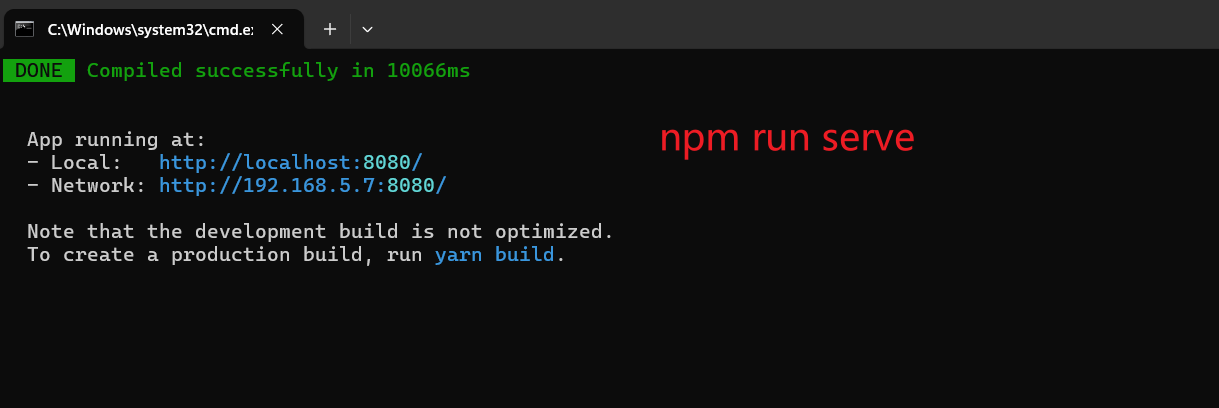 C:\Windows\system32\cmd.e
DONE Compiled successfully in 10066ms
App running at:
npm run serve
- Local: http://localhost:8080/
- Network: http://192.168.5.7:8080/
Note that the development build is not optimized.
To create a production build, run yarn build.